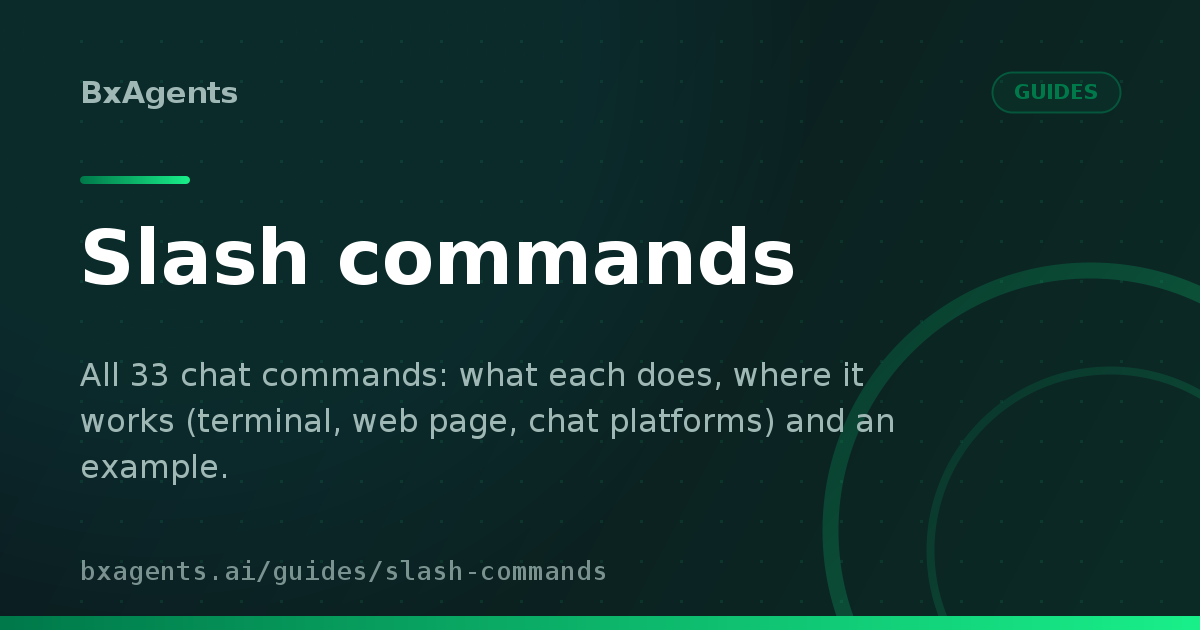 BxAgents
GUIDES
Slash commands
All 33 chat commands: what each does, where it
works (terminal, web page, chat platforms) and an
example.
bxagents.ai/guides/slash-commands